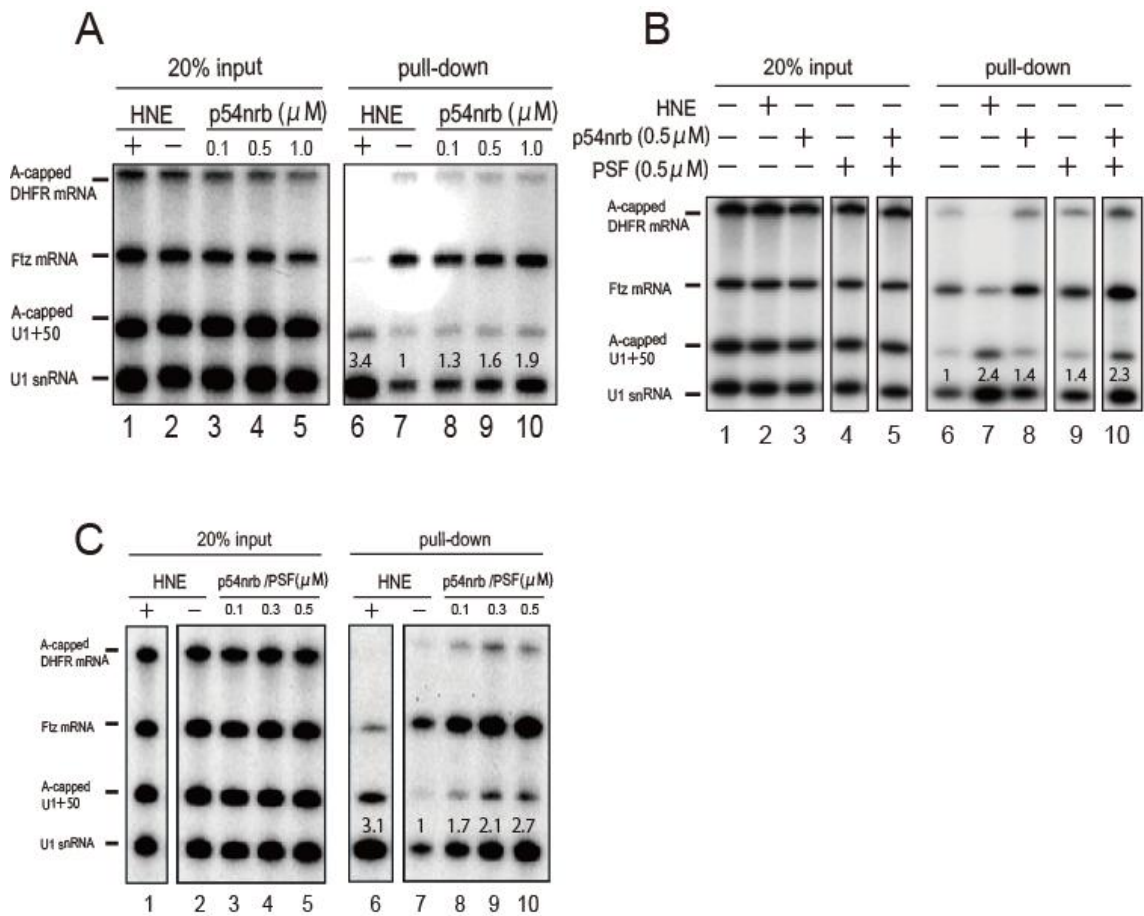 A
20% input
pull-down
HNE
p54nrb (μM)
HNE
p54nrb (μM)
+ − 0.1 0.5 1.0
+ − 0.1 0.5 1.0
A-capped
DHFR mRNA
Ftz mRNA
A-capped
U1+50
3.4 1 1.3 1.6 1.9
U1 snRNA
1 2 3 4 5
6 7 8 9 10
B
20% input
pull-down
HNE − + − − − − + − − −
p54nrb (0.5μM) − − + − + − − + − +
PSF (0.5μM) − − − + + − − − + +
A-capped
DHFR mRNA
Ftz mRNA
A-capped
U1+50
1 2.4 1.4 1.4 2.3
U1 snRNA
1 2 3 4 5
6 7 8 9 10
C
20% input
pull-down
HNE
p54nrb /PSF(μM)
HNE
p54nrb /PSF(μM)
+ − 0.1 0.3 0.5
+ − 0.1 0.3 0.5
A-capped
DHFR mRNA
Ftz mRNA
A-capped
U1+50
3.1 1 1.7 2.1 2.7
U1 snRNA
1 2 3 4 5
6 7 8 9 10